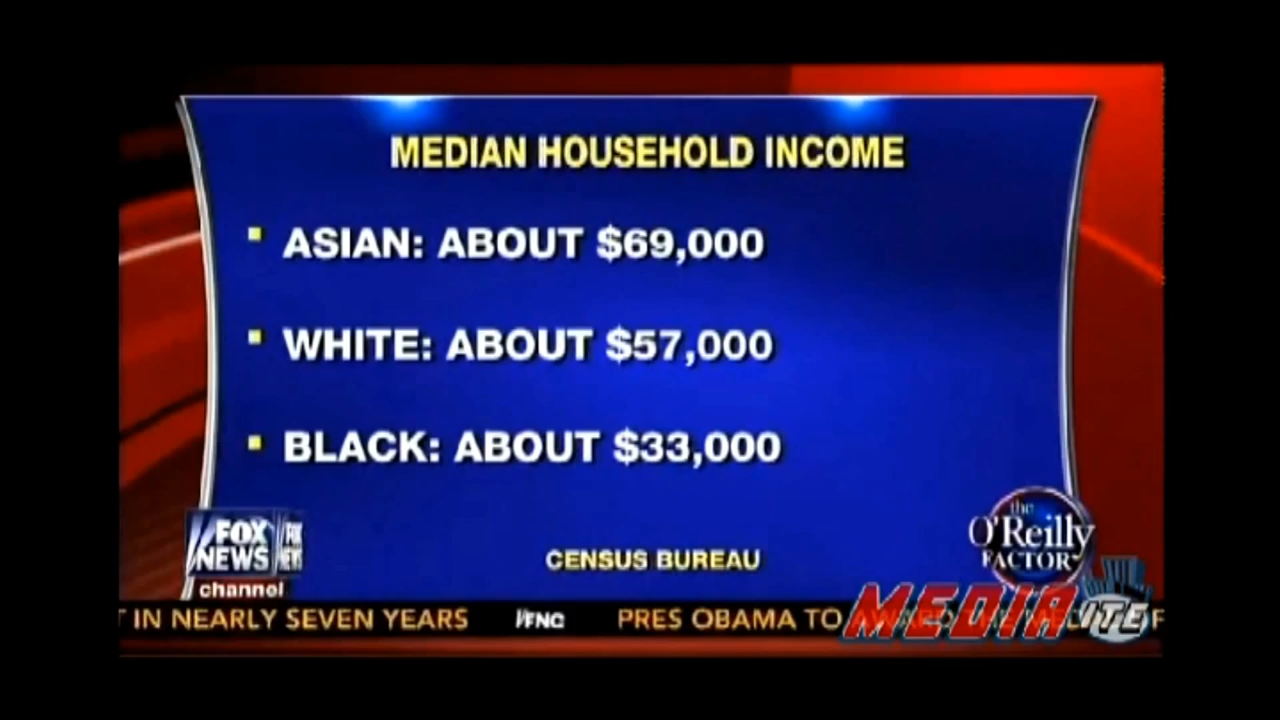 MEDIAN HOUSEHOLD INCOME
ASIAN: ABOUT $69,000
WHITE: ABOUT $57,000
BLACK: ABOUT $33,000
CENSUS BUREAU
FOX
NEWS
channel
the
O'Reilly
FACTOR
T IN NEARLY SEVEN YEARS FNC PRES OBAMA TO
MEDIAITE